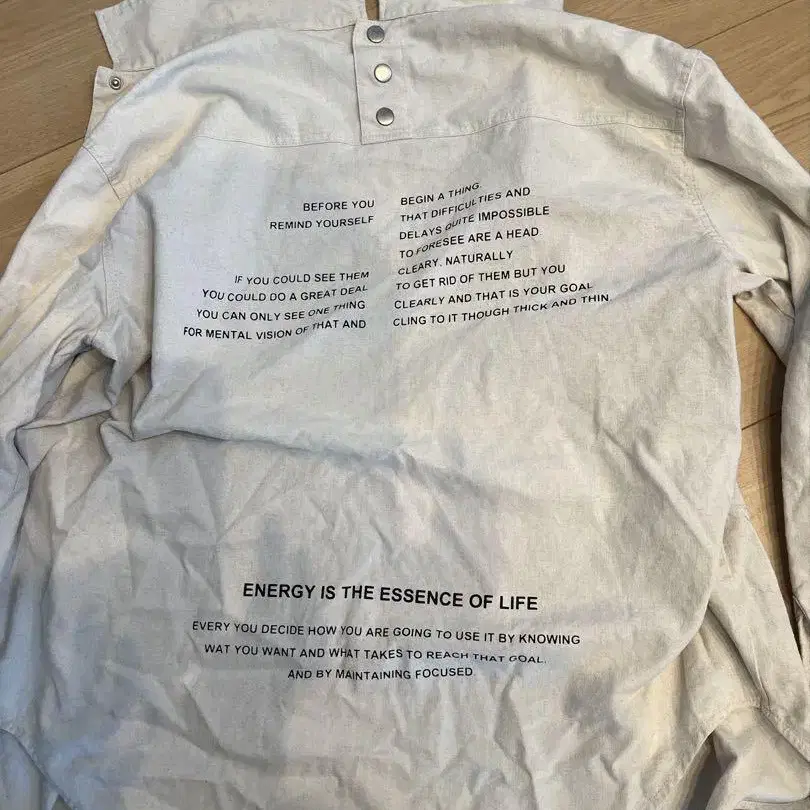 BEFORE YOU BEGIN A THING.
REMIND YOURSELF THAT DIFFICULTIES AND
DELAYS QUITE IMPOSSIBLE
TO FORESEE ARE A HEAD
IF YOU COULD SEE THEM CLEARY. NATURALLY
YOU COULD DO A GREAT DEAL TO GET RID OF THEM BUT YOU
YOU CAN ONLY SEE ONE THING CLEARLY AND THAT IS YOUR GOAL
FOR MENTAL VISION OF THAT AND CLING TO IT THOUGH THICK AND THIN.
ENERGY IS THE ESSENCE OF LIFE
EVERY YOU DECIDE HOW YOU ARE GOING TO USE IT BY KNOWING
WAT YOU WANT AND WHAT TAKES TO REACH THAT GOAL.
AND BY MAINTAINING FOCUSED.